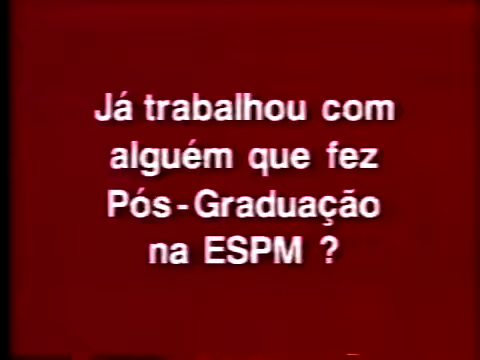 Já trabalhou com
alguém que fez
Pós-Graduação
na ESPM ?